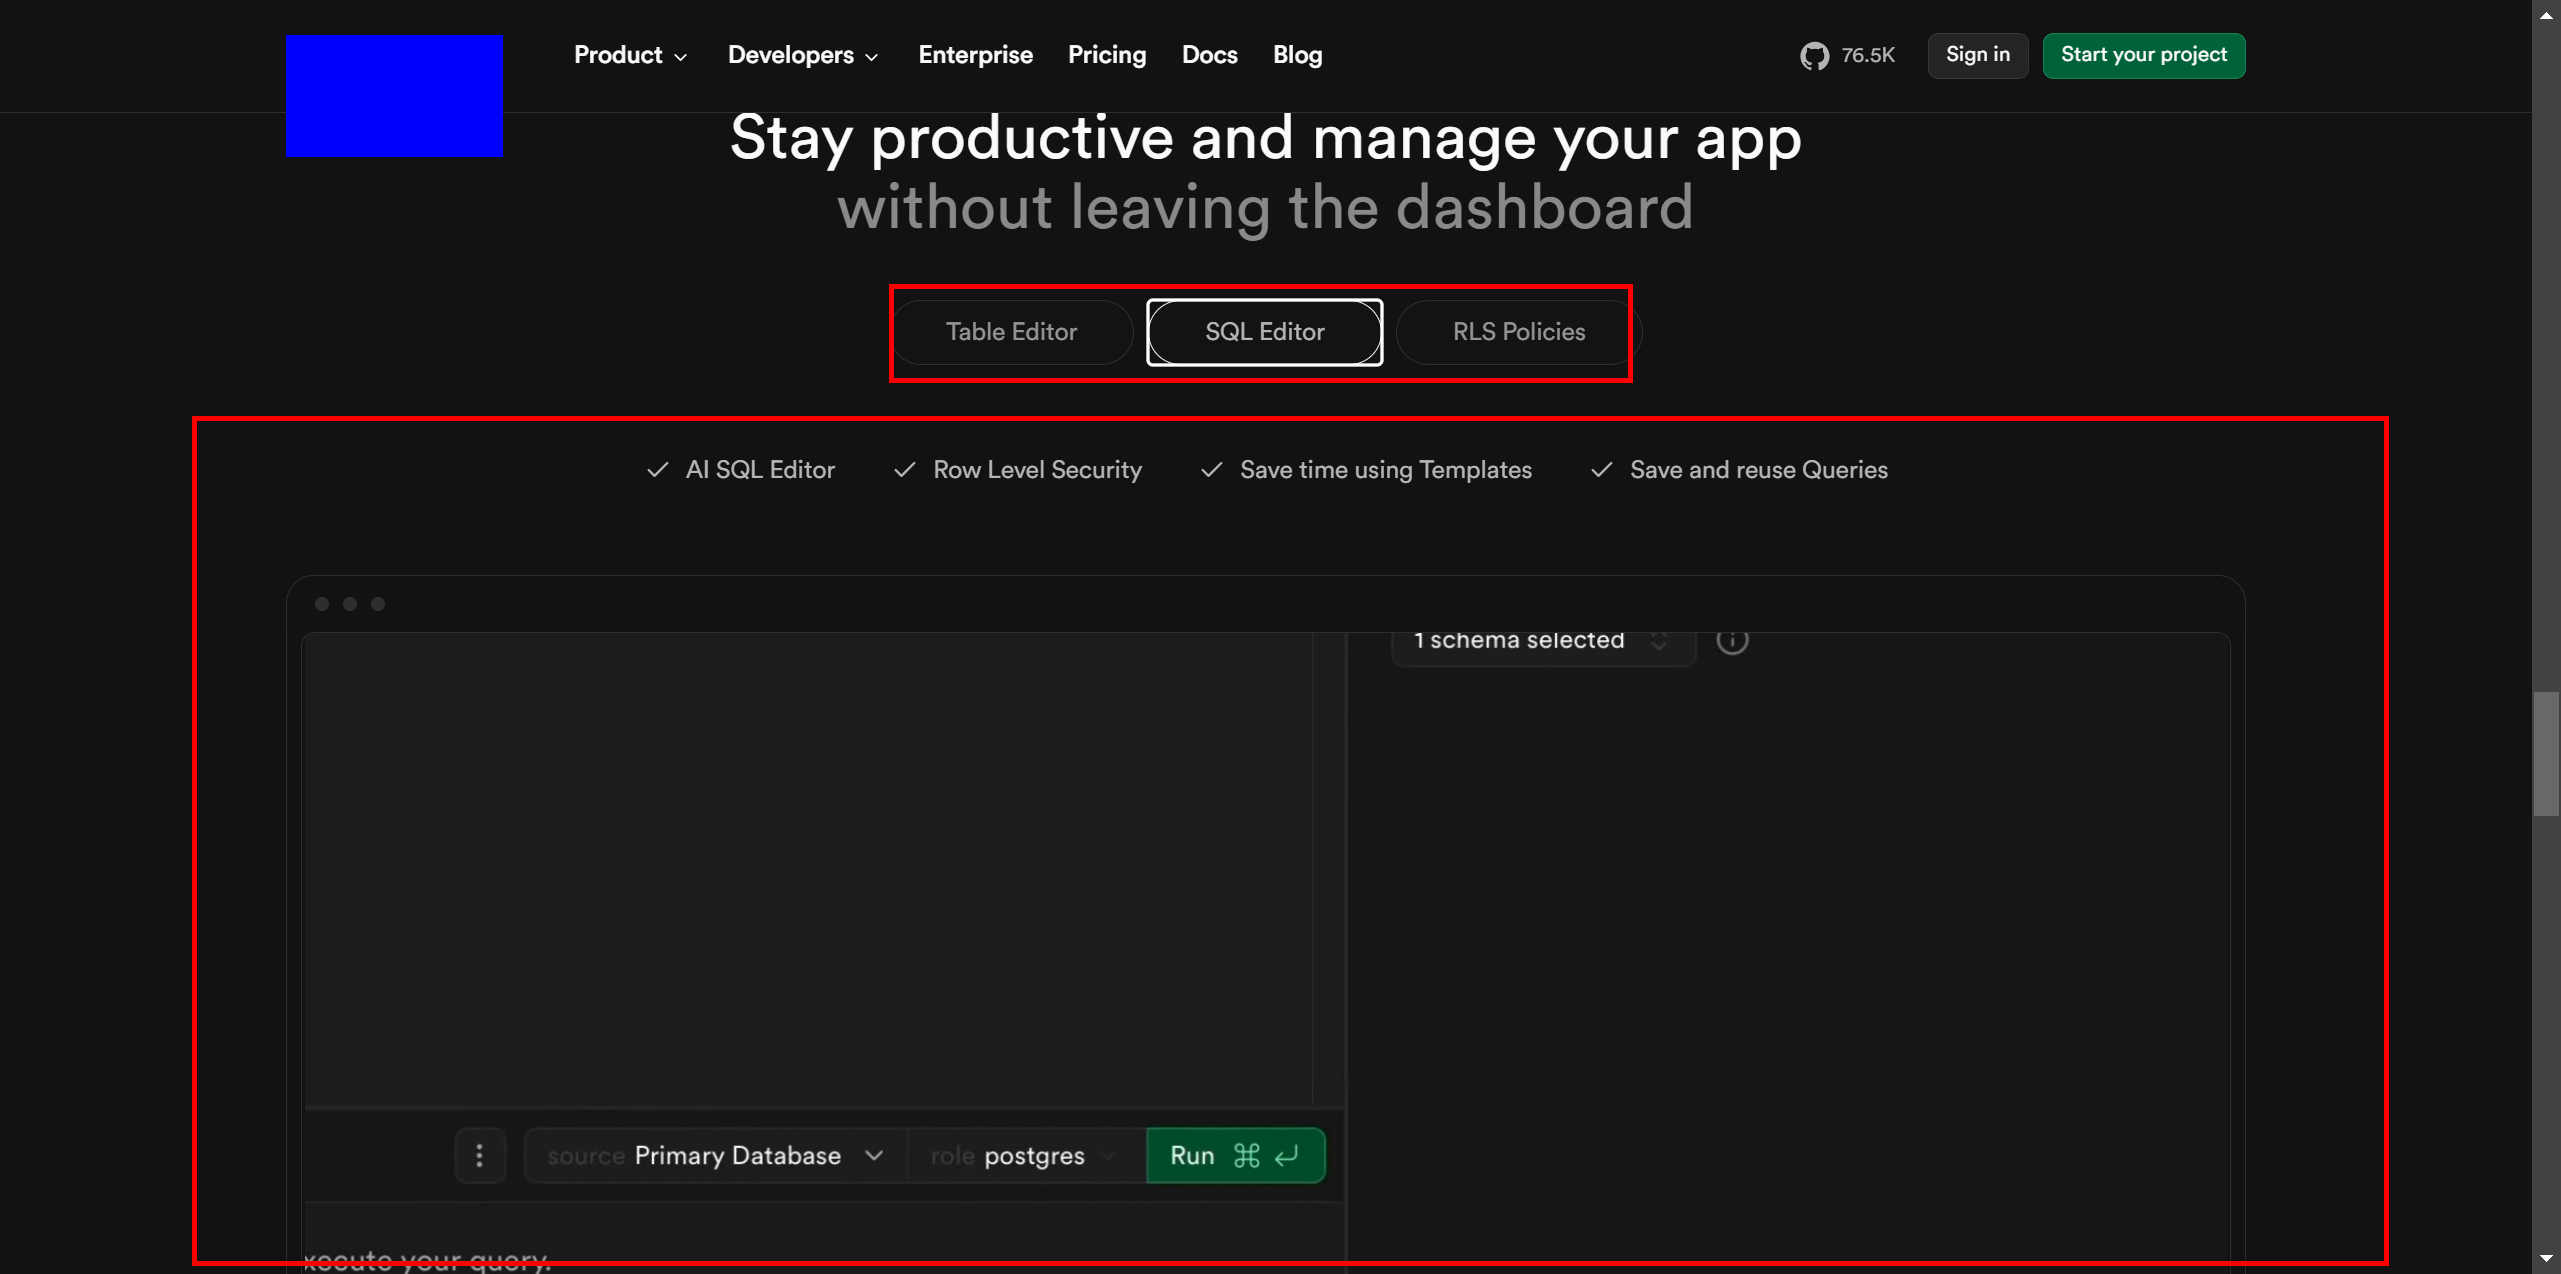 Product Developers Enterprise Pricing Docs Blog 76.5K Sign in Start your project
Stay productive and manage your app
without leaving the dashboard
Table Editor SQL Editor RLS Policies
AI SQL Editor Row Level Security Save time using Templates Save and reuse Queries
1 schema selected
source Primary Database role postgres Run ⌘
xecute your query.